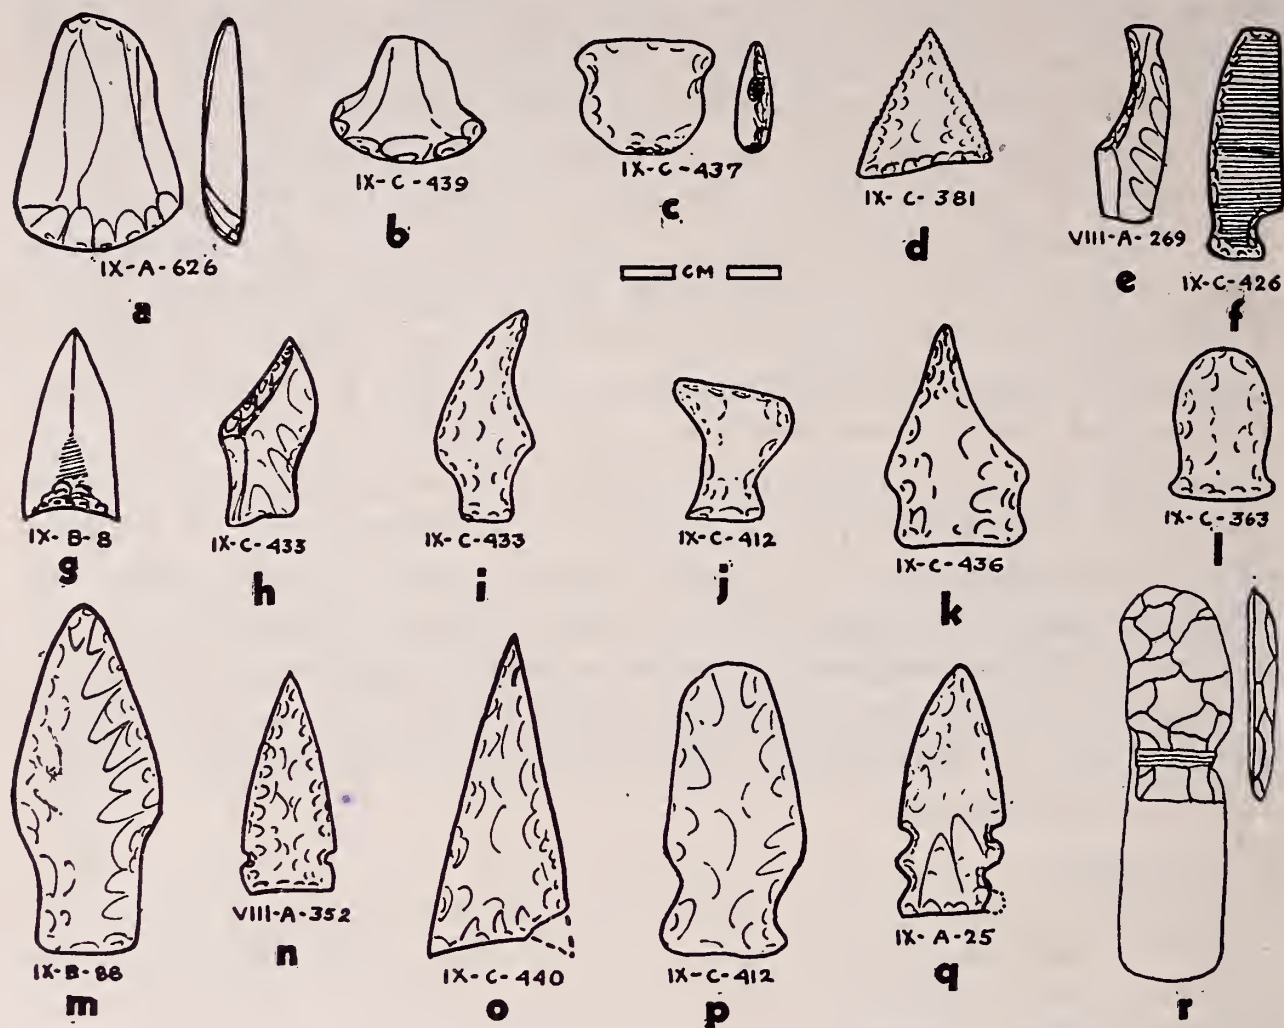 IX-A-626
a
IX-C-439
b
IX-C-437
c
IX-C-381
d
VIII-A-269
e
IX-C-426
f
CM
IX-B-8
g
IX-C-433
h
IX-C-433
i
IX-C-412
j
IX-C-436
k
IX-C-363
l
IX-B-88
m
VIII-A-352
n
IX-C-440
o
IX-C-412
p
IX-A-25
q
r